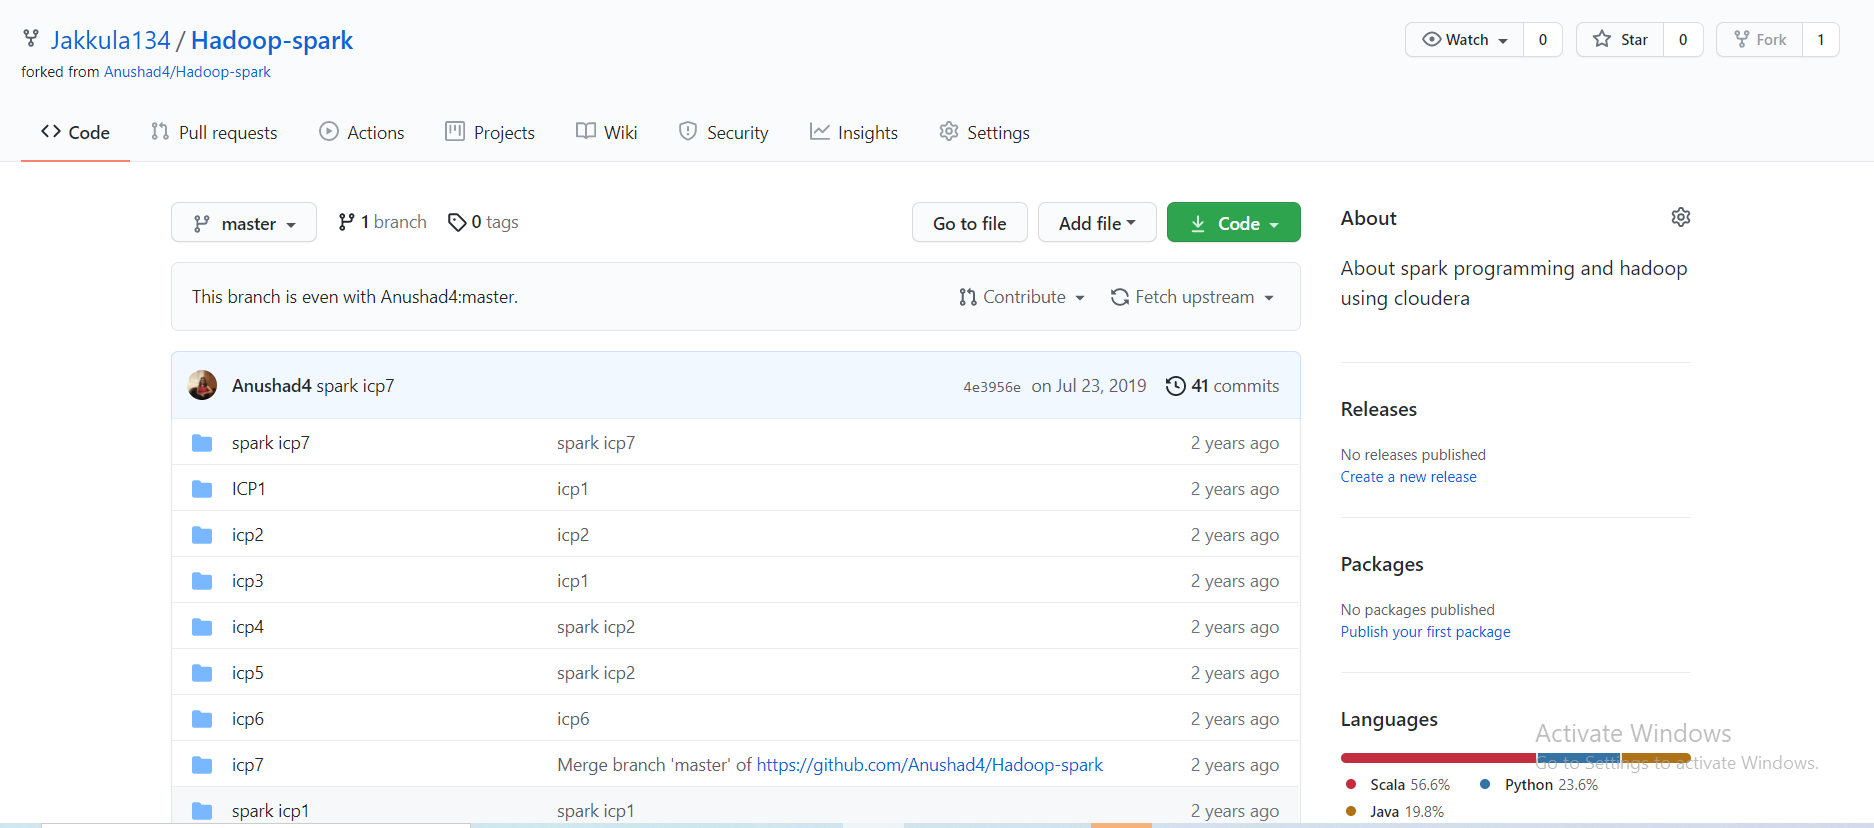 Jakkula134 / Hadoop-spark
forked from Anushad4/Hadoop-spark
Watch 0 Star 0 Fork 1
Code Pull requests Actions Projects Wiki Security Insights Settings
master 1 branch 0 tags Go to file Add file Code
This branch is even with Anushad4:master. Contribute Fetch upstream
Anushad4 spark icp7 4e3956e on Jul 23, 2019 41 commits
spark icp7 spark icp7 2 years ago
ICP1 icp1 2 years ago
icp2 icp2 2 years ago
icp3 icp1 2 years ago
icp4 spark icp2 2 years ago
icp5 spark icp2 2 years ago
icp6 icp6 2 years ago
icp7 Merge branch 'master' of https://github.com/Anushad4/Hadoop-spark 2 years ago
spark icp1 spark icp1 2 years ago
About
About spark programming and hadoop
using cloudera
Releases
No releases published
Create a new release
Packages
No packages published
Publish your first package
Languages
Scala 56.6% Python 23.6%
Java 19.8%
Activate Windows
Go to Settings to activate Windows.